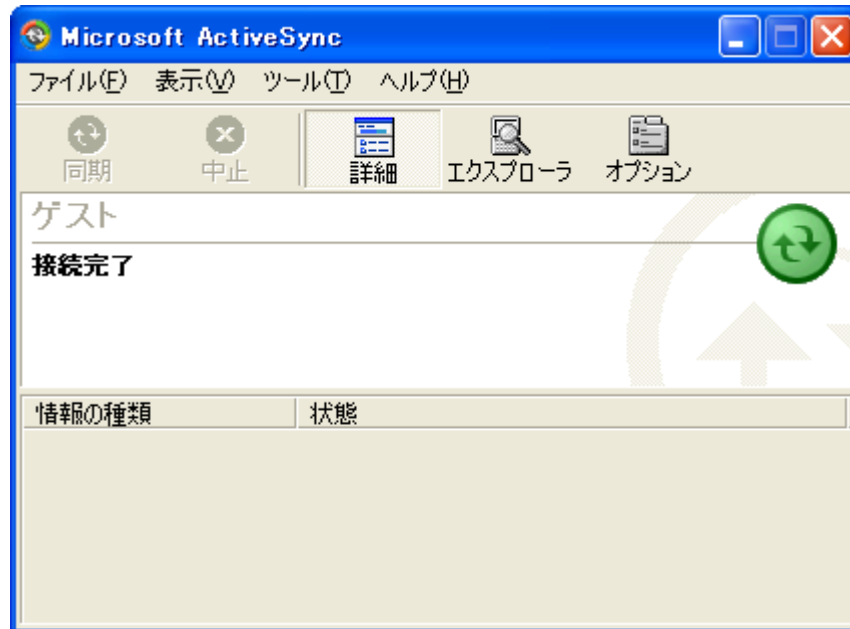 Microsoft ActiveSync
ファイル(F) 表示(V) ツール(T) ヘルプ(H)
同期 中止 詳細 エクスプローラ オプション
ゲスト
接続完了
情報の種類 状態